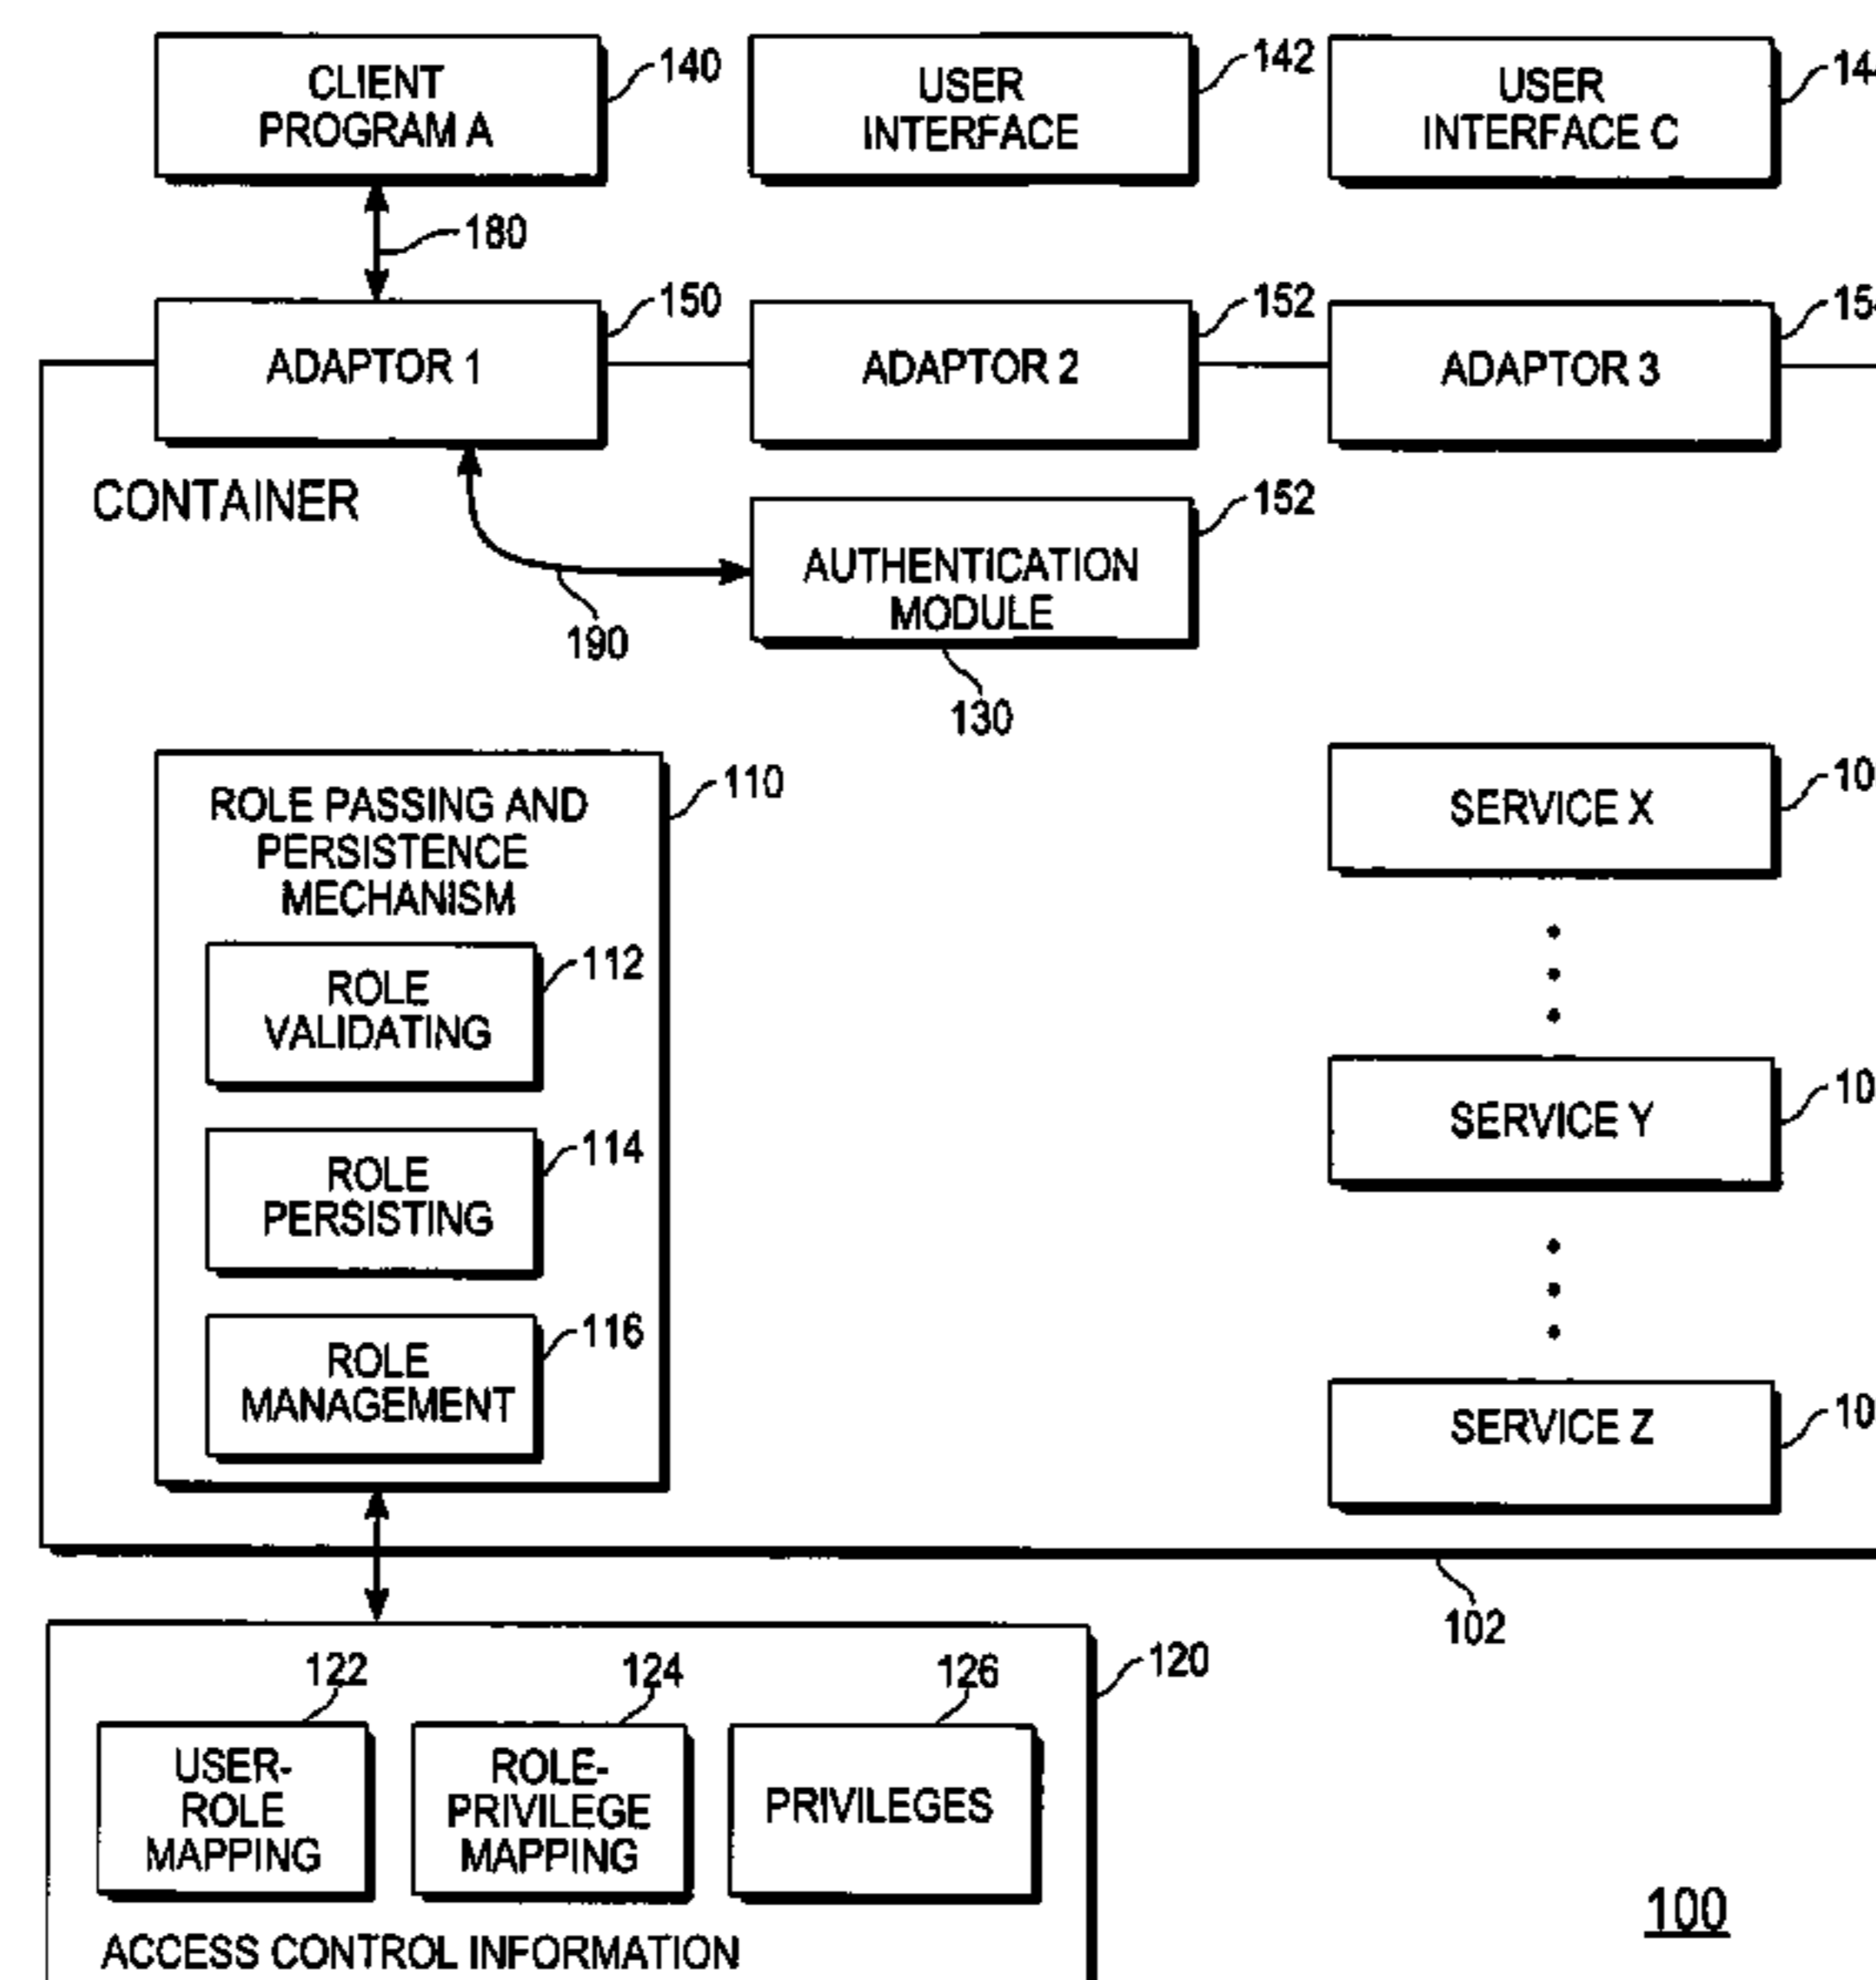 CLIENT
PROGRAM A
140
USER
INTERFACE
142
USER
INTERFACE C
180
ADAPTOR 1
150
ADAPTOR 2
152
ADAPTOR 3
CONTAINER
AUTHENTICATION
MODULE
152
190
130
ROLE PASSING AND
PERSISTENCE
MECHANISM
110
ROLE
VALIDATING
112
ROLE
PERSISTING
114
ROLE
MANAGEMENT
116
SERVICE X
SERVICE Y
SERVICE Z
102
120
122
124
126
USER-
ROLE
MAPPING
ROLE-
PRIVILEGE
MAPPING
PRIVILEGES
ACCESS CONTROL INFORMATION
100